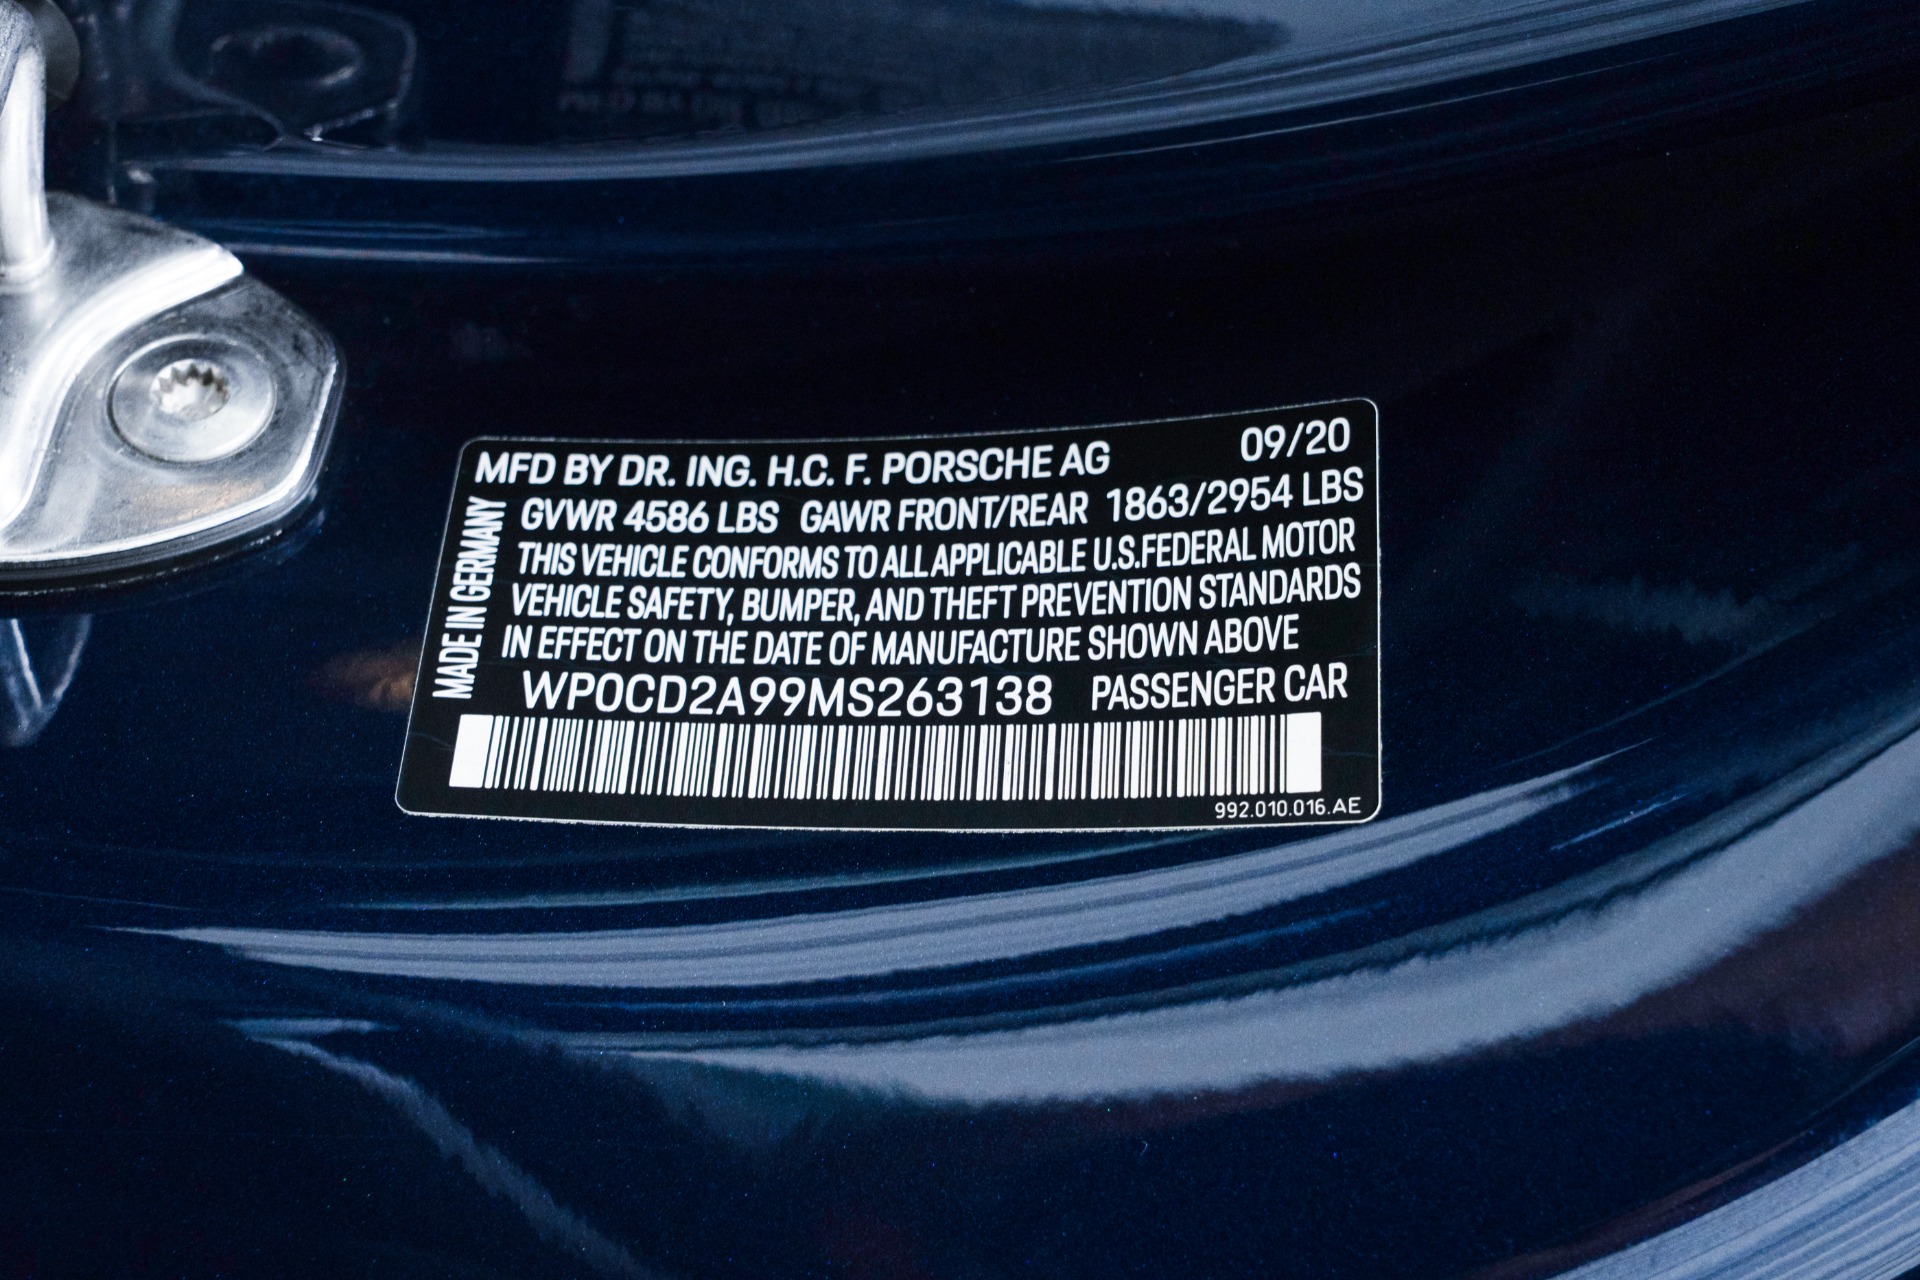 MFD BY DR. ING. H.C. F. PORSCHE AG 09/20
MADE IN GERMANY
GVWR 4586 LBS GAWR FRONT/REAR 1863/2954 LBS
THIS VEHICLE CONFORMS TO ALL APPLICABLE U.S.FEDERAL MOTOR
VEHICLE SAFETY, BUMPER, AND THEFT PREVENTION STANDARDS
IN EFFECT ON THE DATE OF MANUFACTURE SHOWN ABOVE
WP0CD2A99MS263138 PASSENGER CAR
992.010.016.AE